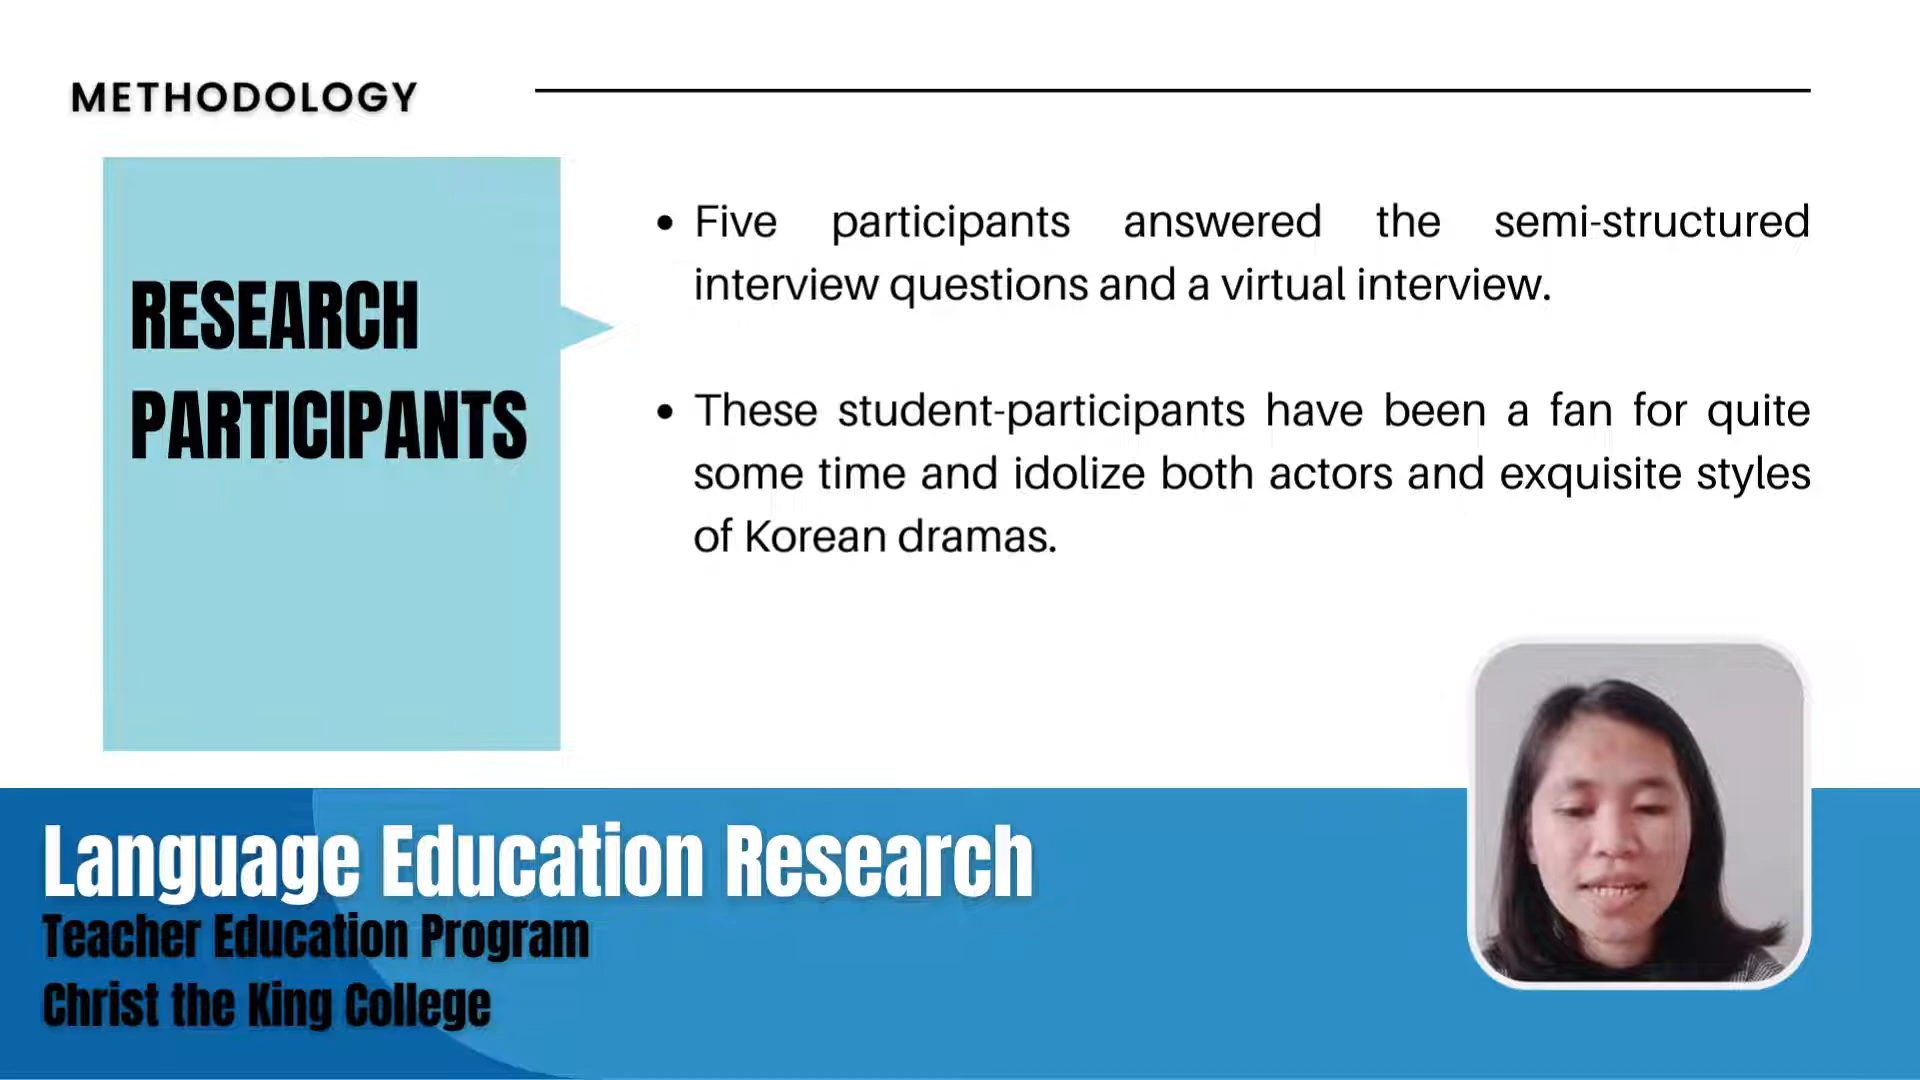 METHODOLOGY
RESEARCH
PARTICIPANTS
• Five participants answered the semi-structured
interview questions and a virtual interview.
• These student-participants have been a fan for quite
some time and idolize both actors and exquisite styles
of Korean dramas.
Language Education Research
Teacher Education Program
Christ the King College